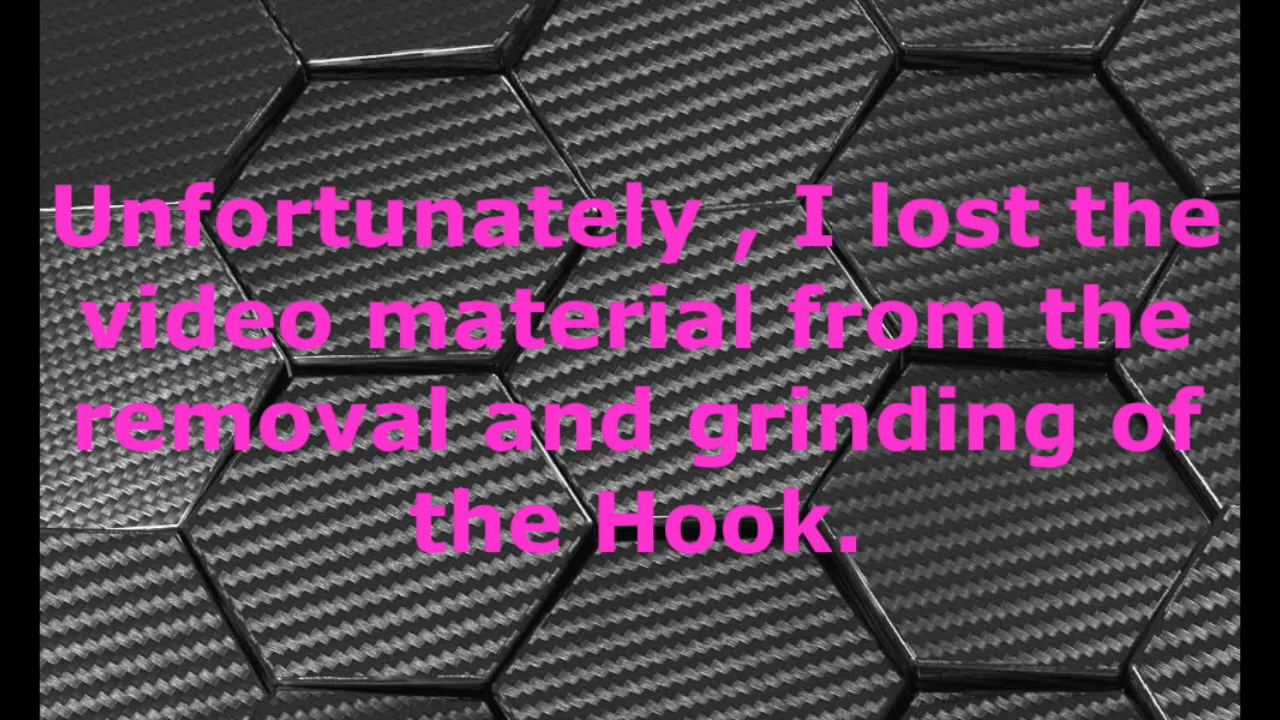 Unfortunately , I lost the
video material from the
removal and grinding of
the Hook.